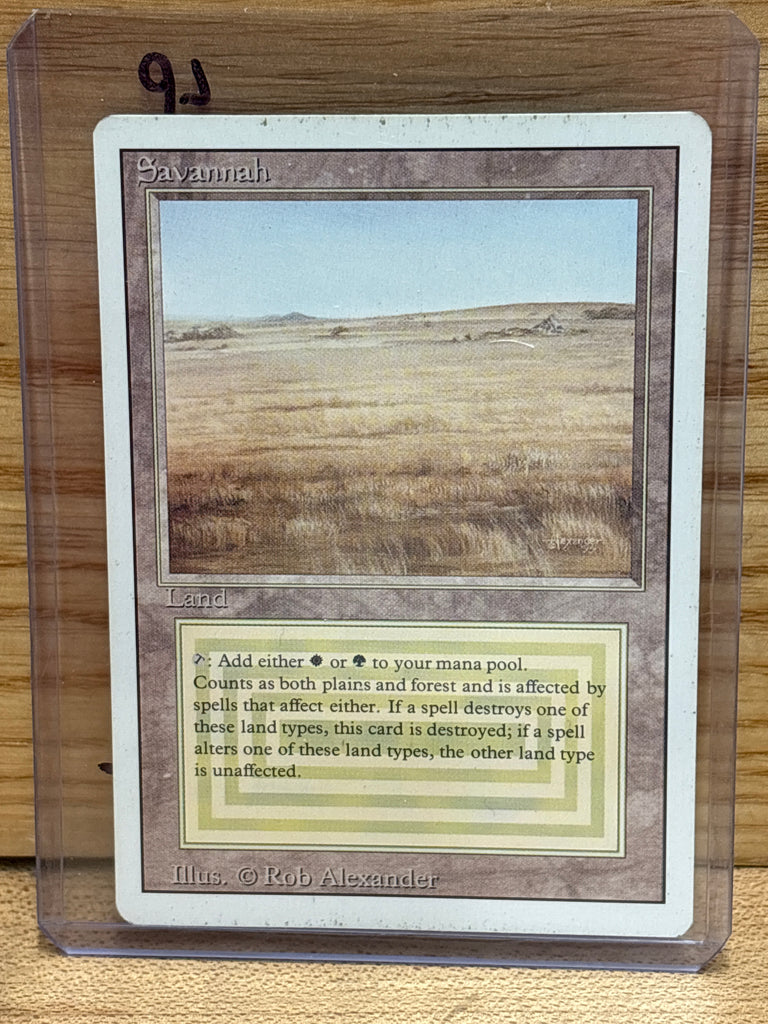 Savannah
Alexander
Land
: Add either or to your mana pool.
Counts as both plains and forest and is affected by
spells that affect either. If a spell destroys one of
these land types, this card is destroyed; if a spell
alters one of these land types, the other land type
is unaffected.
Illus. © Rob Alexander